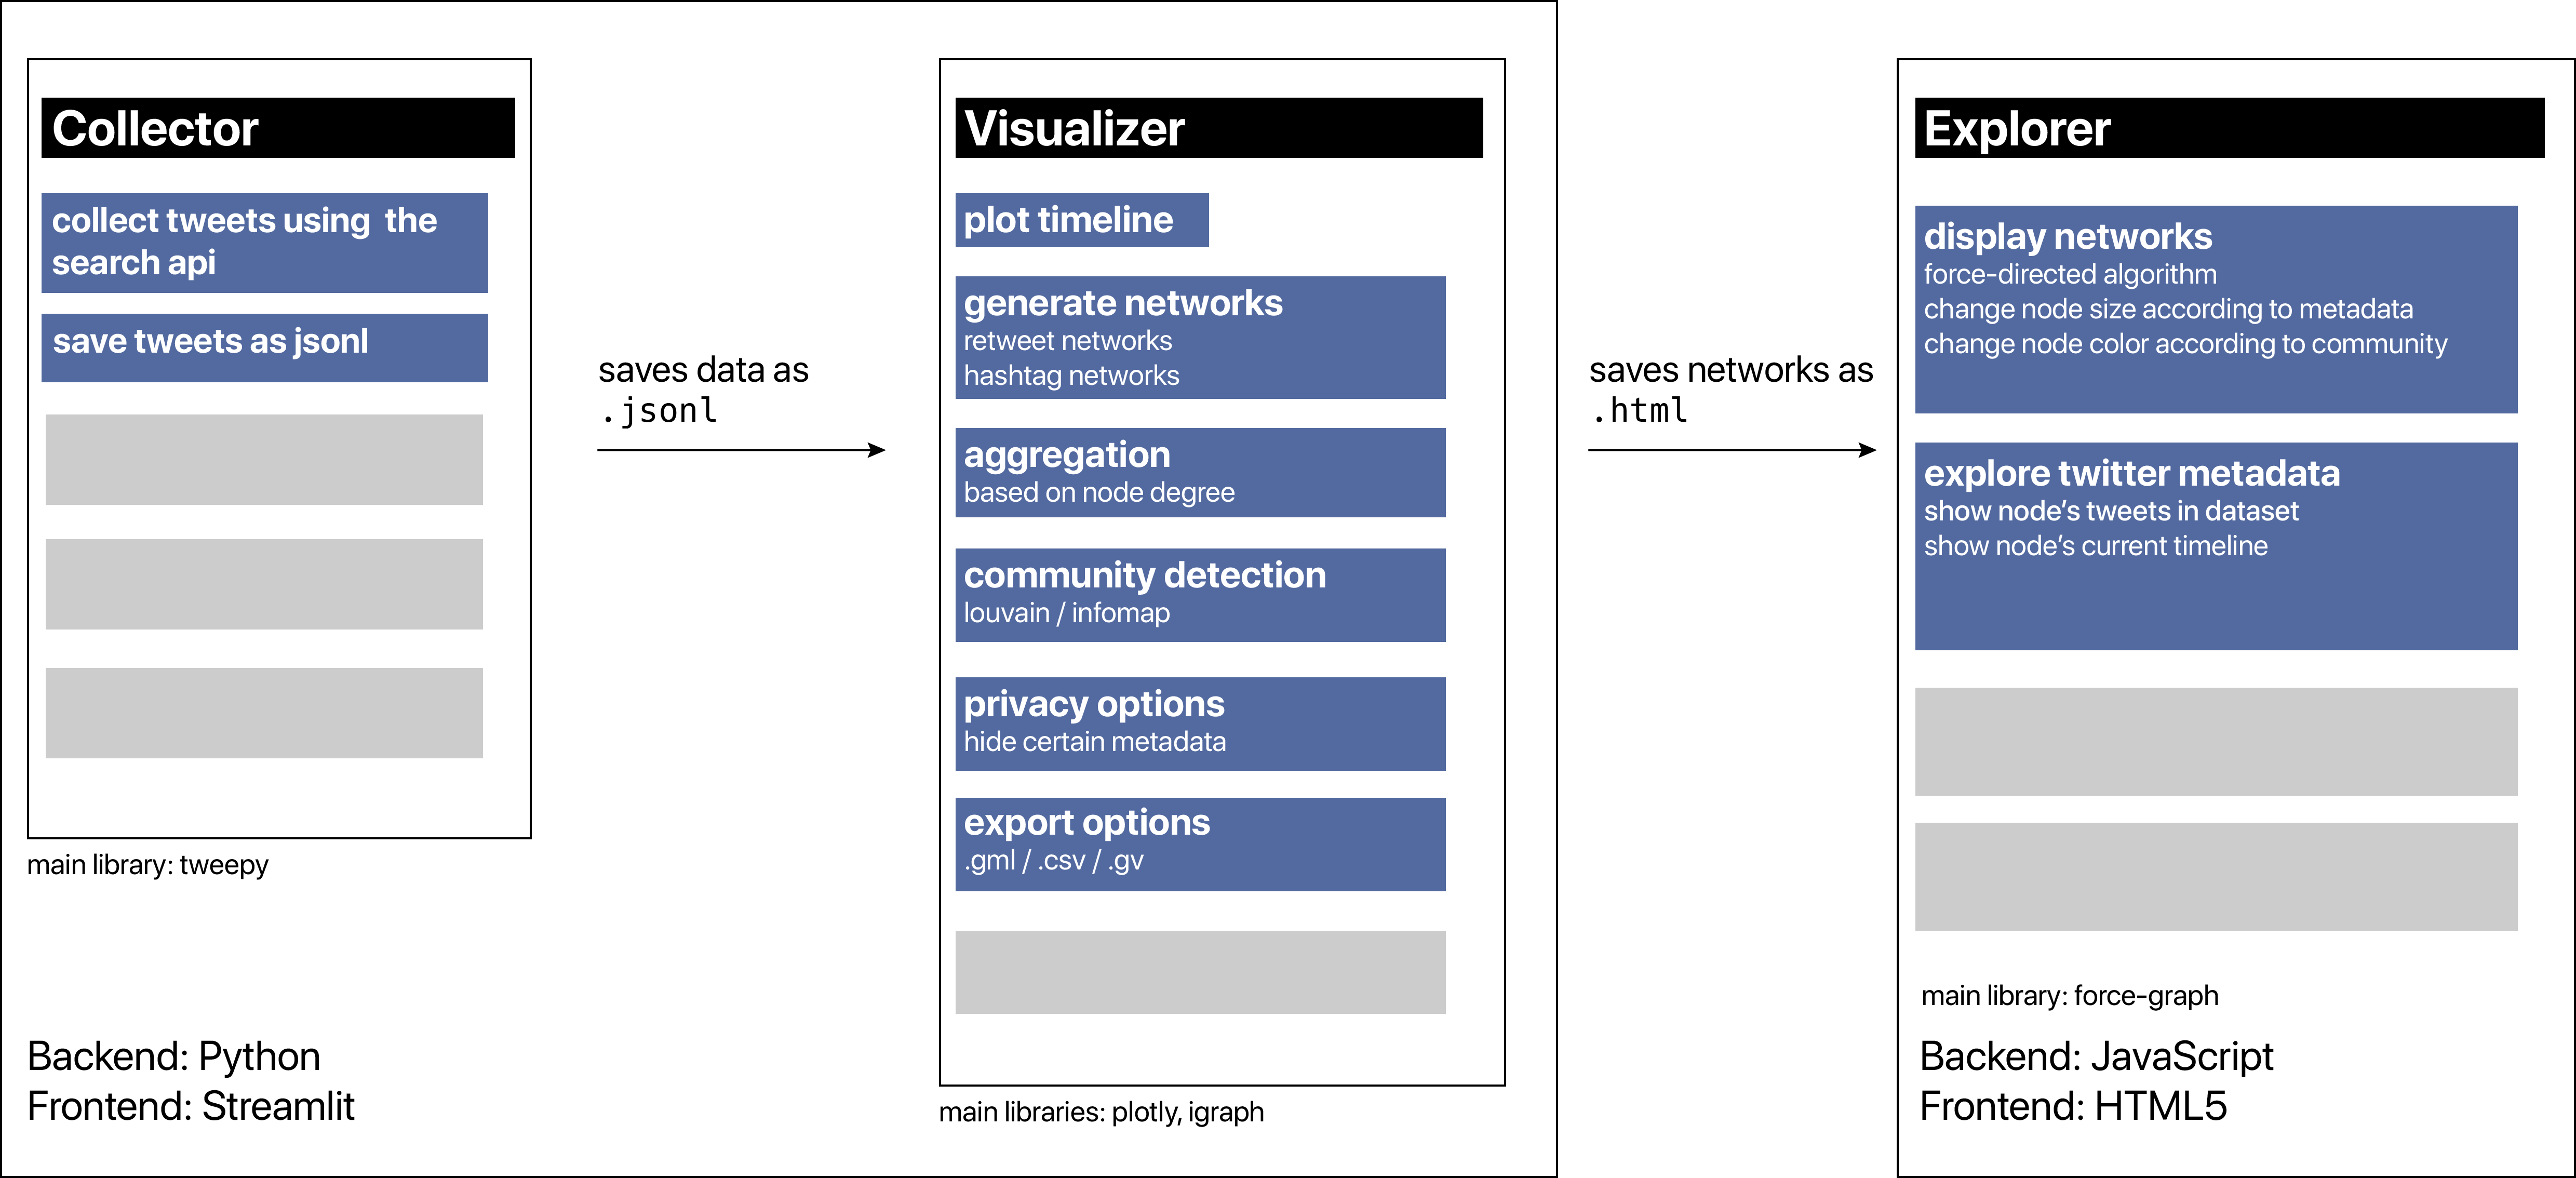 Collector
collect tweets using  the
search api
save tweets as jsonl
main library: tweepy
Backend: Python
Frontend: Streamlit
saves data as
.jsonl
Visualizer
plot timeline
generate networks
retweet networks
hashtag networks
aggregation
based on node degree
community detection
louvain / infomap
privacy options
hide certain metadata
export options
.gml / .csv / .gv
main libraries: plotly, igraph
saves networks as
.html
Explorer
display networks
force-directed algorithm
change node size according to metadata
change node color according to community
explore twitter metadata
show node’s tweets in dataset
show node’s current timeline
main library: force-graph
Backend: JavaScript
Frontend: HTML5